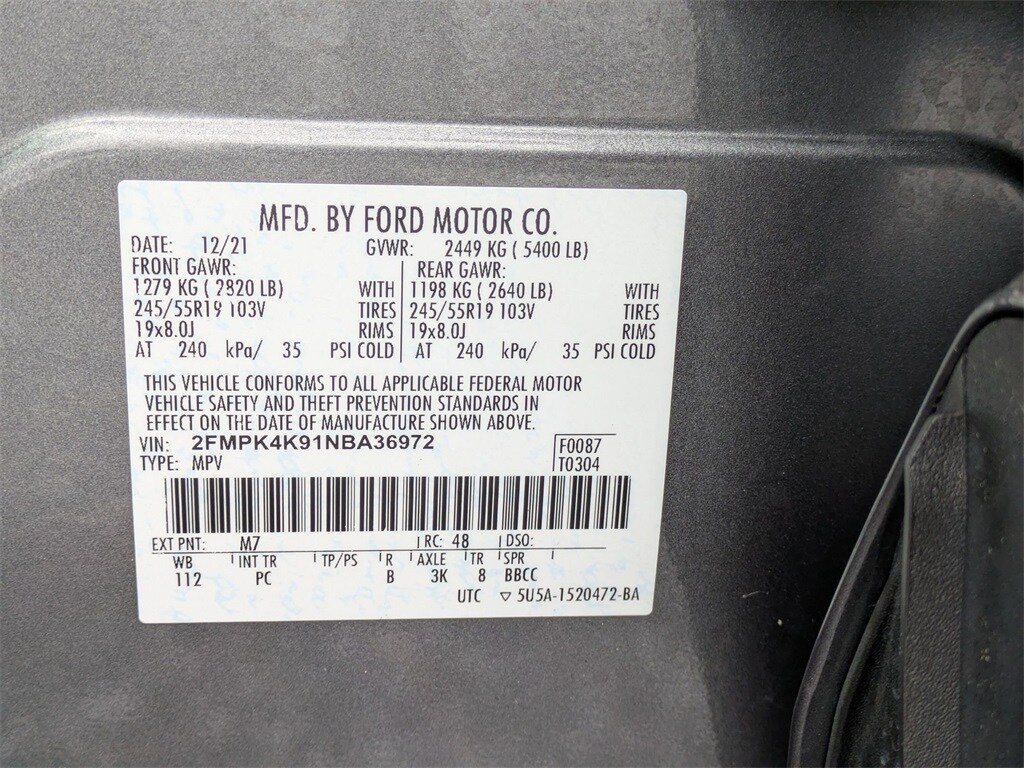 MFD. BY FORD MOTOR CO.
DATE: 12/21 GVWR: 2449 KG ( 5400 LB)
FRONT GAWR: REAR GAWR:
1279 KG ( 2820 LB) WITH 1198 KG ( 2640 LB) WITH
245/55R19 103V TIRES 245/55R19 103V TIRES
19x8.0J RIMS 19x8.0J RIMS
AT 240 kPa/ 35 PSI COLD AT 240 kPa/ 35 PSI COLD
THIS VEHICLE CONFORMS TO ALL APPLICABLE FEDERAL MOTOR
VEHICLE SAFETY AND THEFT PREVENTION STANDARDS IN
EFFECT ON THE DATE OF MANUFACTURE SHOWN ABOVE.
VIN: 2FMPK4K91NBA36972 F0087
TYPE: MPV T0304
EXT PNT: M7 RC: 48 DSO:
WB INT TR TP/PS R AXLE TR SPR
112 PC B 3K 8 BBCC
UTC ▽ 5U5A-1520472-BA